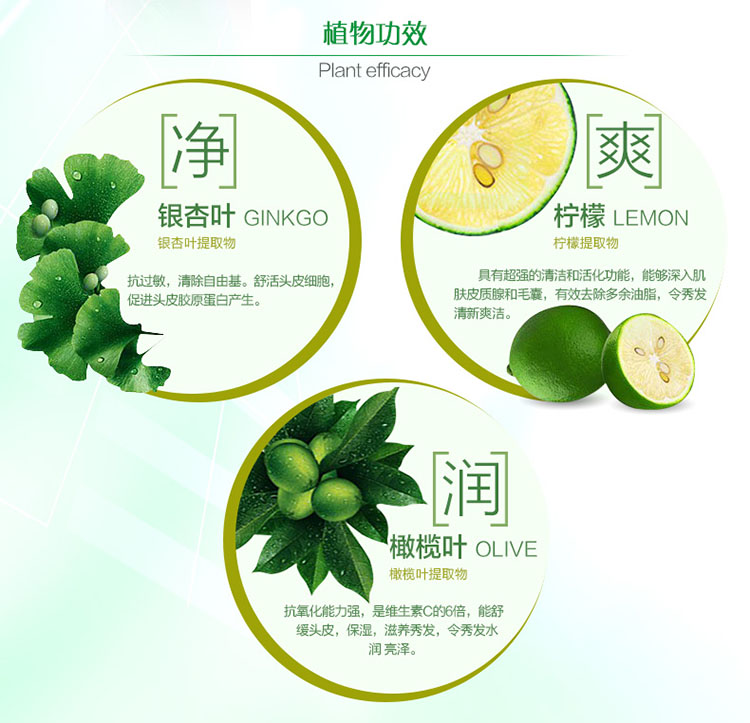 植物功效
Plant efficacy
净
银杏叶 GINKGO
银杏叶提取物
抗过敏，清除自由基。舒活头皮细胞，
促进头皮胶原蛋白产生。
爽
柠檬 LEMON
柠檬提取物
具有超强的清洁和活化功能，能够深入肌
肤皮质腺和毛囊，有效去除多余油脂，令秀发
清新爽洁。
润
橄榄叶 OLIVE
橄榄叶提取物
抗氧化能力强，是维生素C的6倍，能舒
缓头皮，保湿，滋养秀发，令秀发水
润 亮泽。